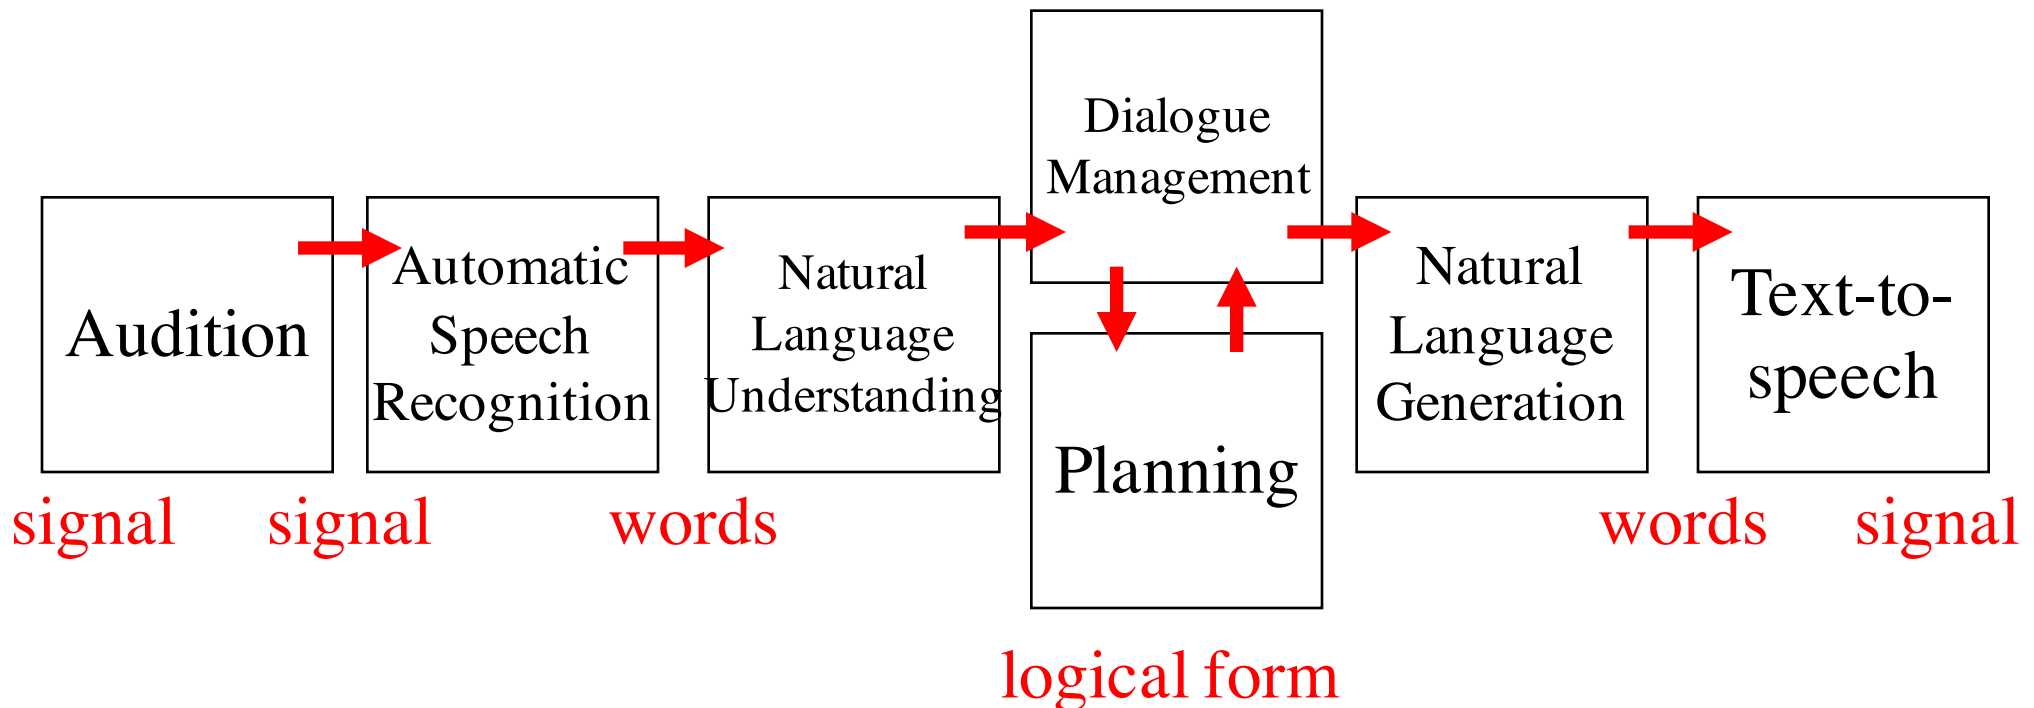 Dialogue
Management
Audition
Automatic
Speech
Recognition
Natural
Language
Understanding
Planning
Natural
Language
Generation
Text-to-
speech
signal
signal
words
words
signal
logical form